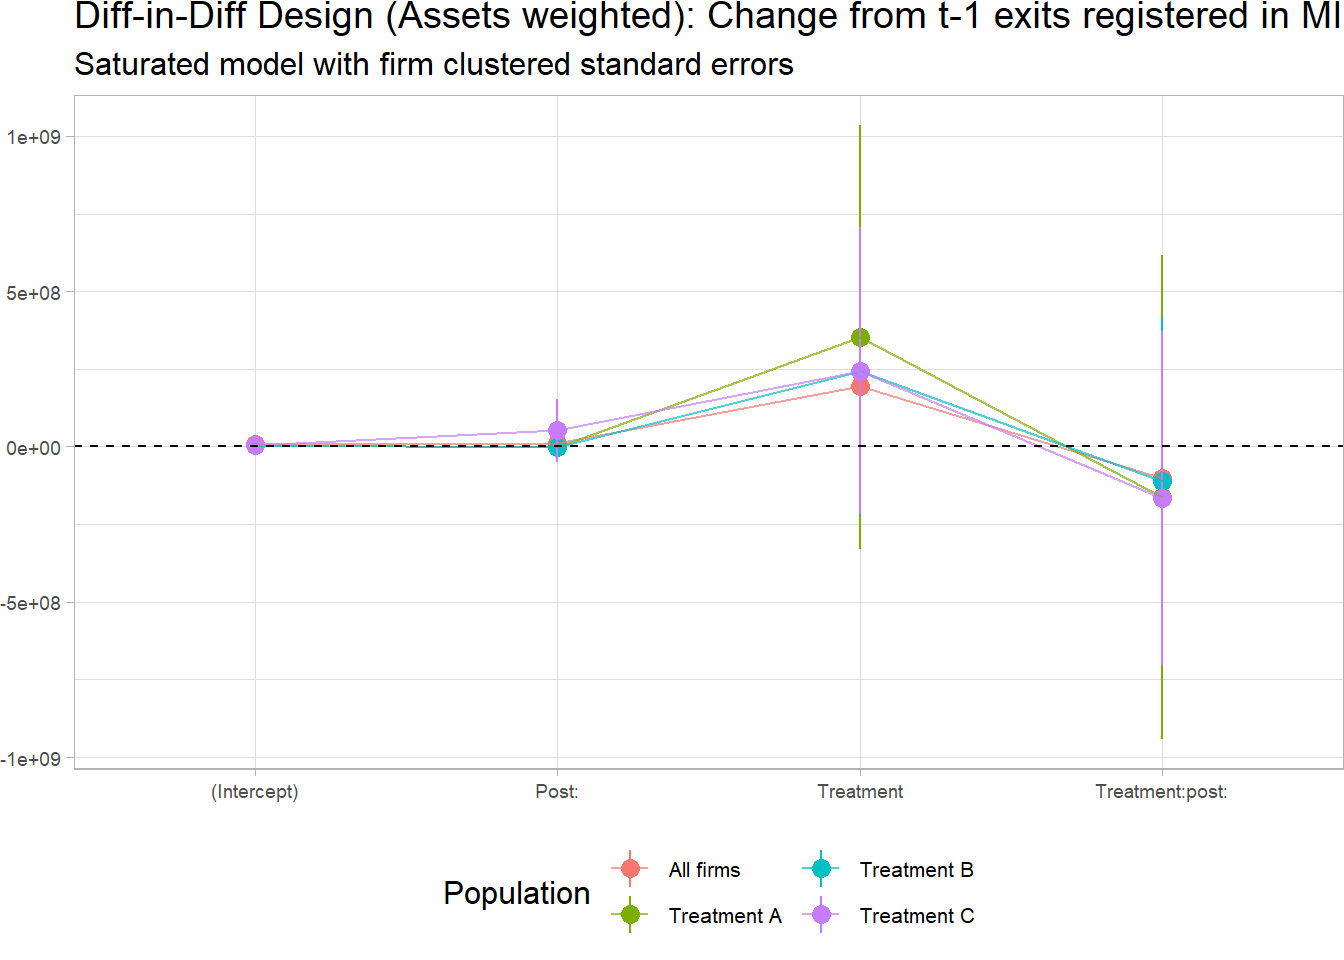 Diff-in-Diff Design (Assets weighted): Change from t-1 exits registered in MI
Saturated model with firm clustered standard errors
1e+09
5e+08
0e+00
-5e+08
-1e+09
(Intercept)
Post:
Treatment
Treatment:post:
Population
All firms
Treatment B
Treatment A
Treatment C